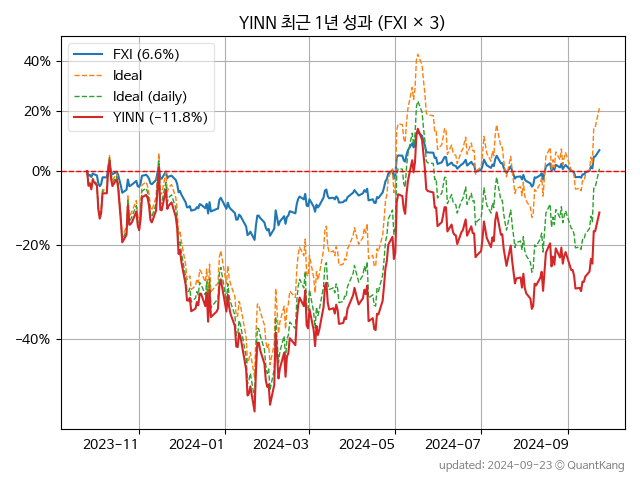 YINN 최근 1년 성과 (FXI × 3)
FXI (6.6%)
Ideal
Ideal (daily)
YINN (−11.8%)
40%
20%
0%
−20%
−40%
2023-11
2024-01
2024-03
2024-05
2024-07
2024-09
updated: 2024-09-23 ⓒ QuantKang